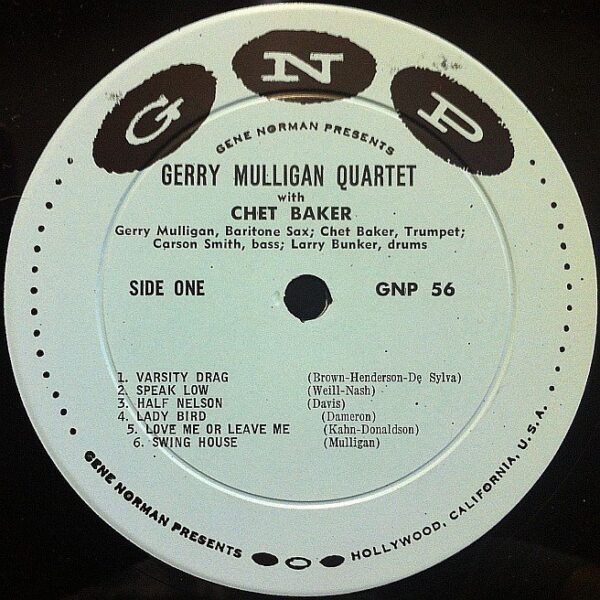 GNP
GENE NORMAN PRESENTS
GERRY MULLIGAN QUARTET
with
CHET BAKER
Gerry Mulligan, Baritone Sax; Chet Baker, Trumpet;
Carson Smith, bass; Larry Bunker, drums
SIDE ONE GNP 56
1. VARSITY DRAG (Brown-Henderson-De Sylva)
2. SPEAK LOW (Weill-Nash)
3. HALF NELSON (Davis)
4. LADY BIRD (Dameron)
5. LOVE ME OR LEAVE ME (Kahn-Donaldson)
6. SWING HOUSE (Mulligan)
GENE NORMAN PRESENTS HOLLYWOOD, CALIFORNIA, U.S.A.